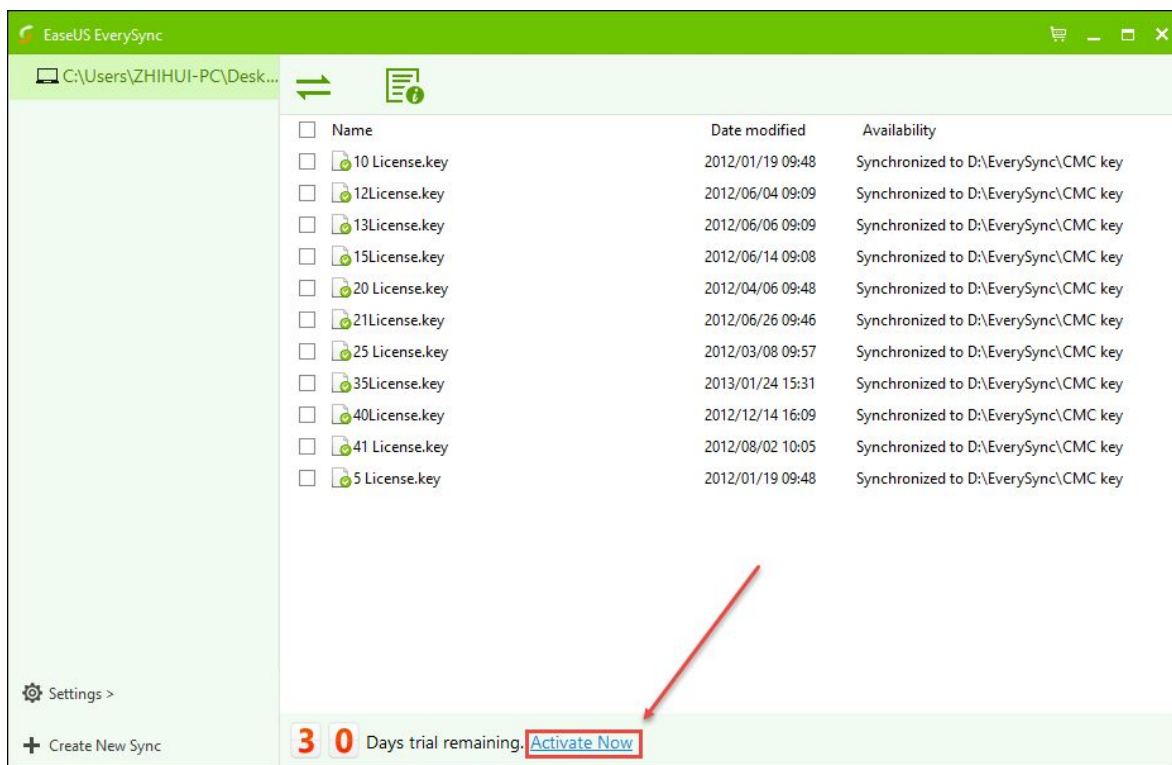 EaseUS EverySync
C:\Users\ZHIHUI-PC\Desk...
Name Date modified Availability
10 License.key 2012/01/19 09:48 Synchronized to D:\EverySync\CMC key
12License.key 2012/06/04 09:09 Synchronized to D:\EverySync\CMC key
13License.key 2012/06/06 09:09 Synchronized to D:\EverySync\CMC key
15License.key 2012/06/14 09:08 Synchronized to D:\EverySync\CMC key
20 License.key 2012/04/06 09:48 Synchronized to D:\EverySync\CMC key
21License.key 2012/06/26 09:46 Synchronized to D:\EverySync\CMC key
25 License.key 2012/03/08 09:57 Synchronized to D:\EverySync\CMC key
35License.key 2013/01/24 15:31 Synchronized to D:\EverySync\CMC key
40License.key 2012/12/14 16:09 Synchronized to D:\EverySync\CMC key
41 License.key 2012/08/02 10:05 Synchronized to D:\EverySync\CMC key
5 License.key 2012/01/19 09:48 Synchronized to D:\EverySync\CMC key
Settings >
Create New Sync
30 Days trial remaining. Activate Now